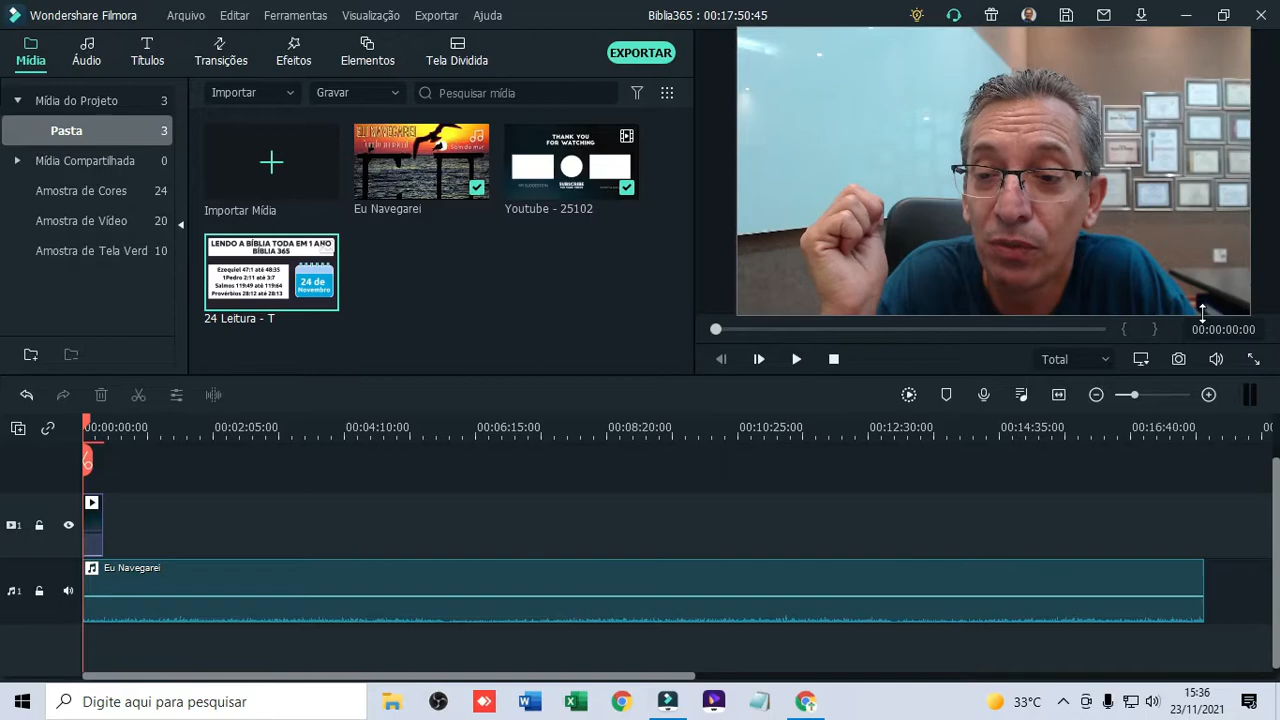 Wondershare Filmora
Arquivo Editar Ferramentas Visualização Exportar Ajuda
Biblia365 : 00:17:50:45
Mídia Áudio Títulos Transições Efeitos Elementos Tela Dividida
EXPORTAR
Mídia do Projeto 3
Pasta 3
Mídia Compartilhada 0
Amostra de Cores 24
Amostra de Vídeo 20
Amostra de Tela Verd 10
Importar Gravar Pesquisar mídia
Importar Mídia
EU NAVEGAREI
Som de mar
Eu Navegarei
THANK YOU
FOR WATCHING
SUBSCRIBE
Youtube - 25102
LENDO A BÍBLIA TODA EM 1 ANO
BÍBLIA 365
Ezequiel 47:1 até 48:35
1Pedro 2:11 até 3:7
Salmos 119:49 até 119:64
Provérbios 28:12 até 28:13
24 de
Novembro
24 Leitura - T
{ } 00:00:00:00
Total
00:00:00:00 00:02:05:00 00:04:10:00 00:06:15:00 00:08:20:00 00:10:25:00 00:12:30:00 00:14:35:00 00:16:40:00
1
Eu Navegarei
1
Digite aqui para pesquisar
33°C
15:36
23/11/2021